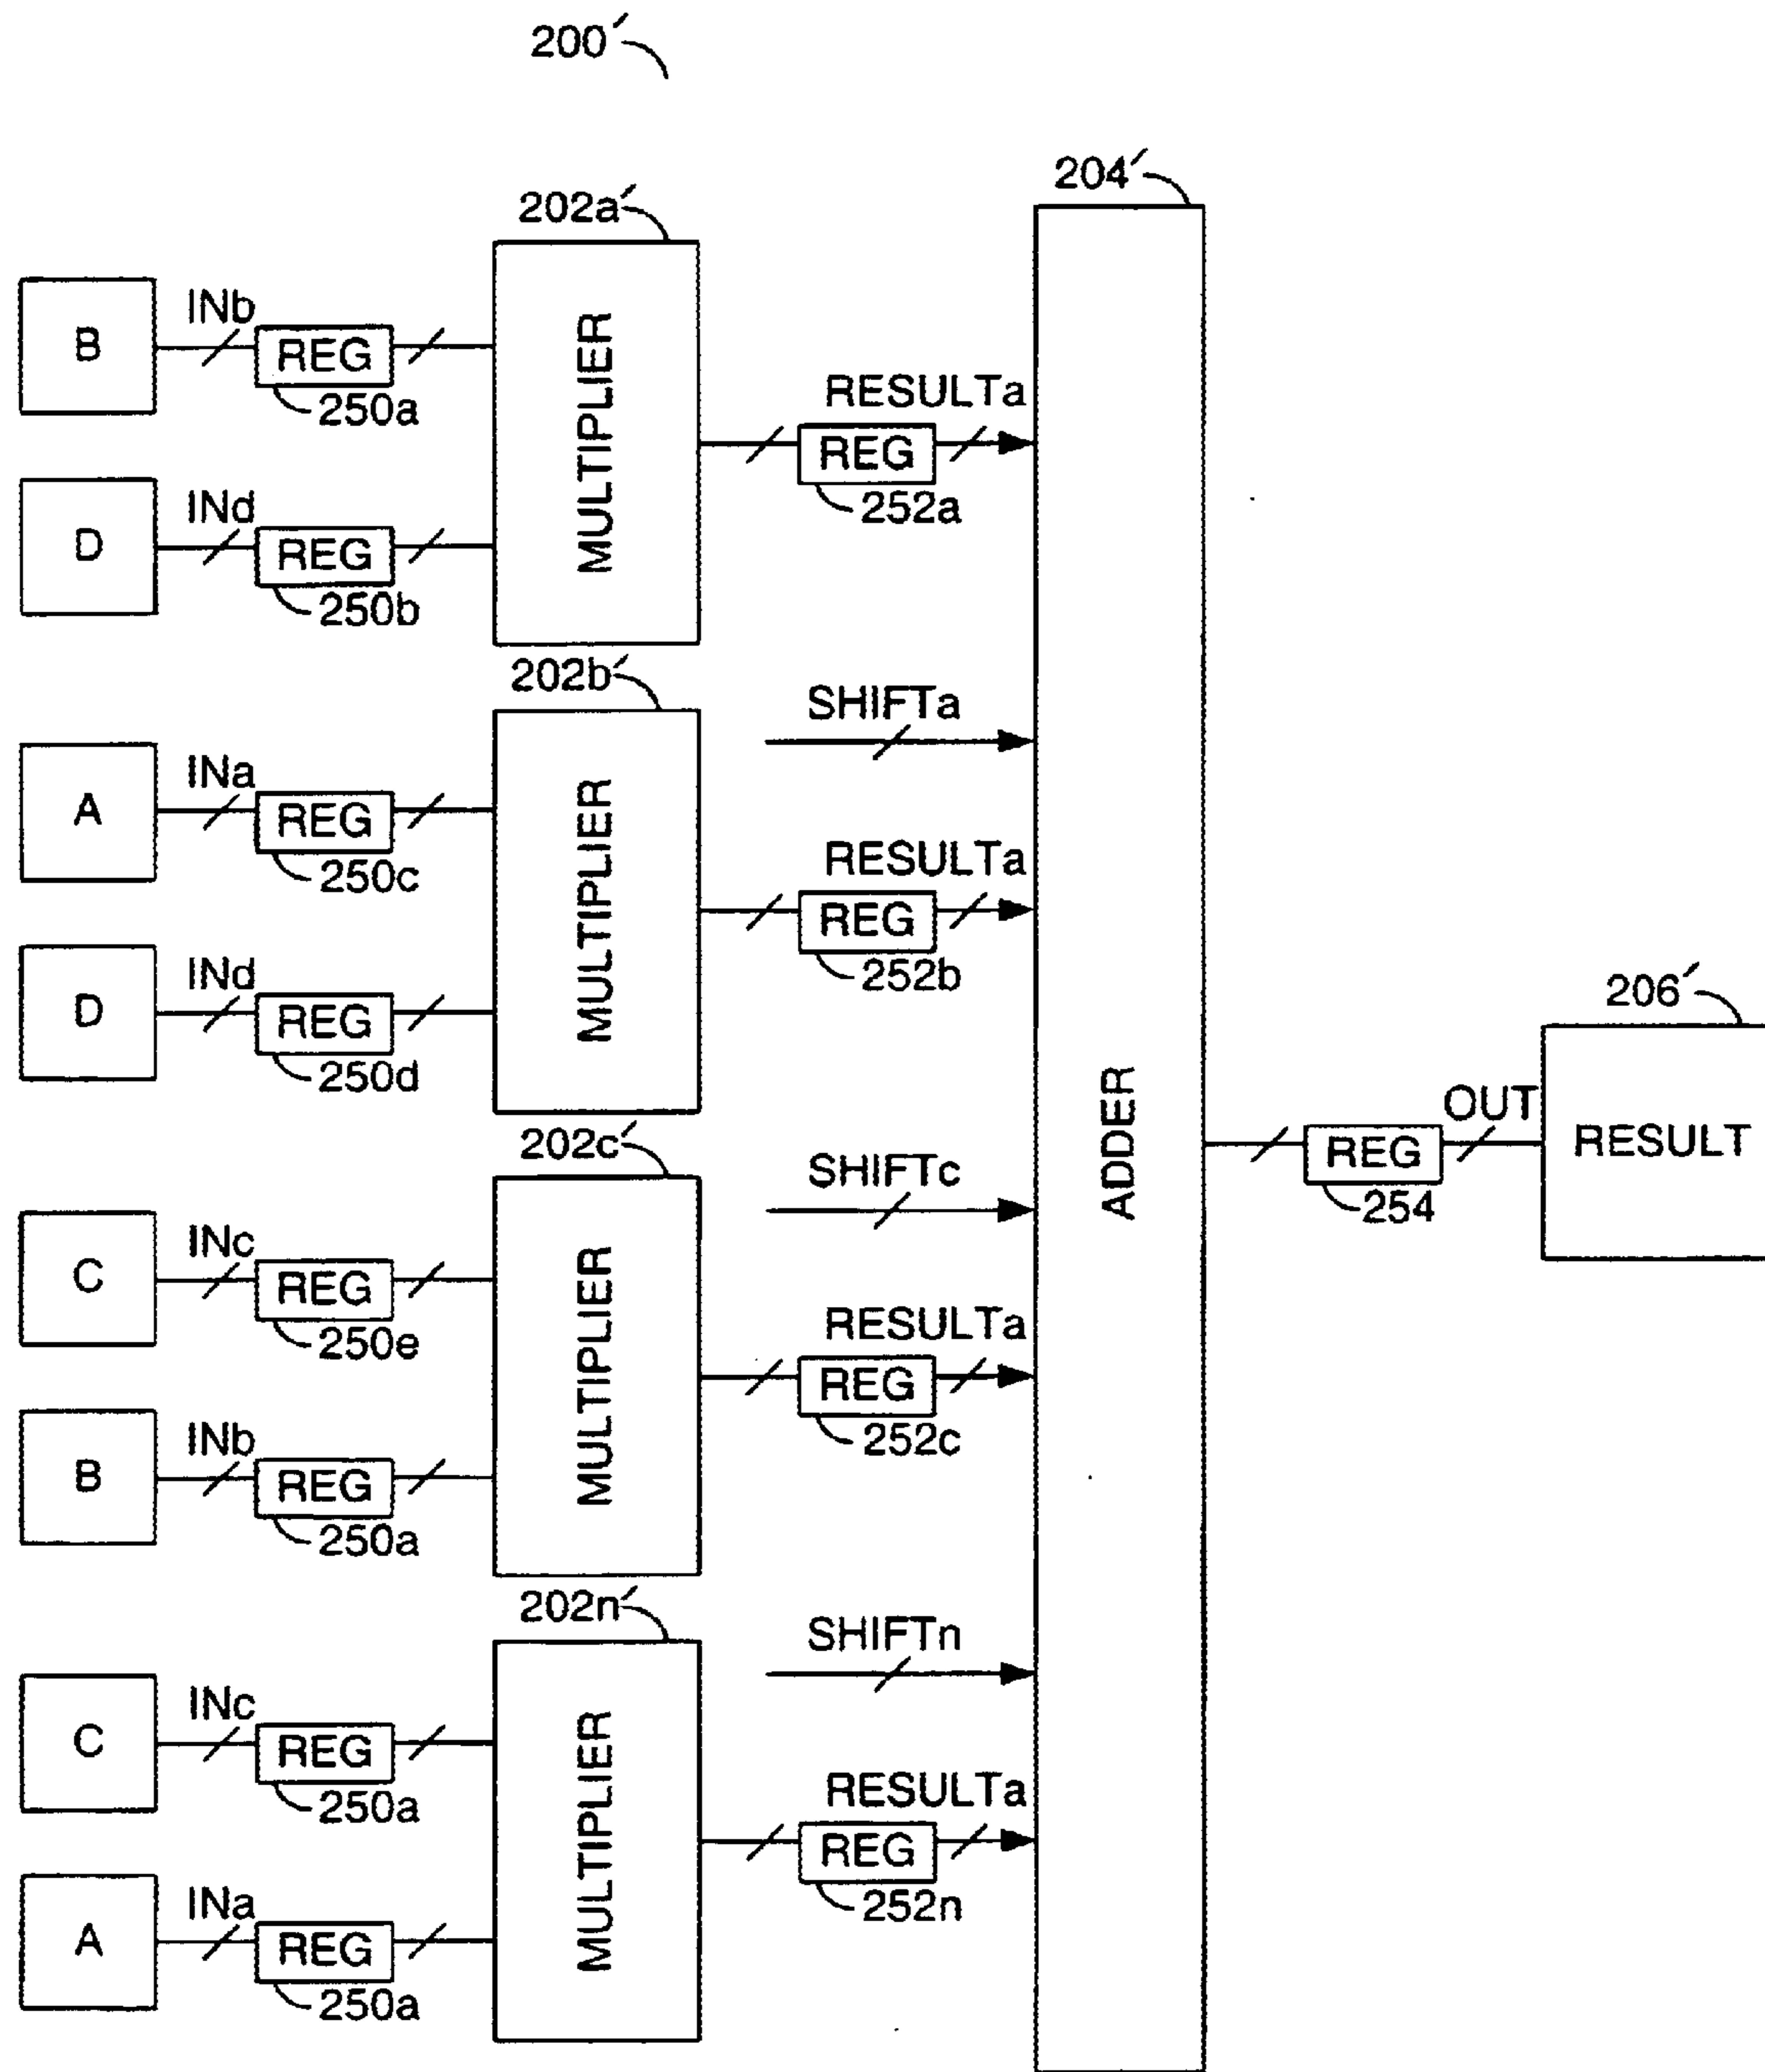 200′
204′
202a′
B
INb
REG
250a
D
INd
REG
250b
MULTIPLIER
RESULTa
REG
252a
202b′
A
INa
REG
250c
D
INd
REG
250d
MULTIPLIER
SHIFTa
RESULTa
REG
252b
202c′
C
INc
REG
250e
B
INb
REG
250a
MULTIPLIER
SHIFTc
RESULTa
REG
252c
202n′
C
INc
REG
250a
A
INa
REG
250a
MULTIPLIER
SHIFTn
RESULTa
REG
252n
ADDER
REG
254
OUT
206′
RESULT